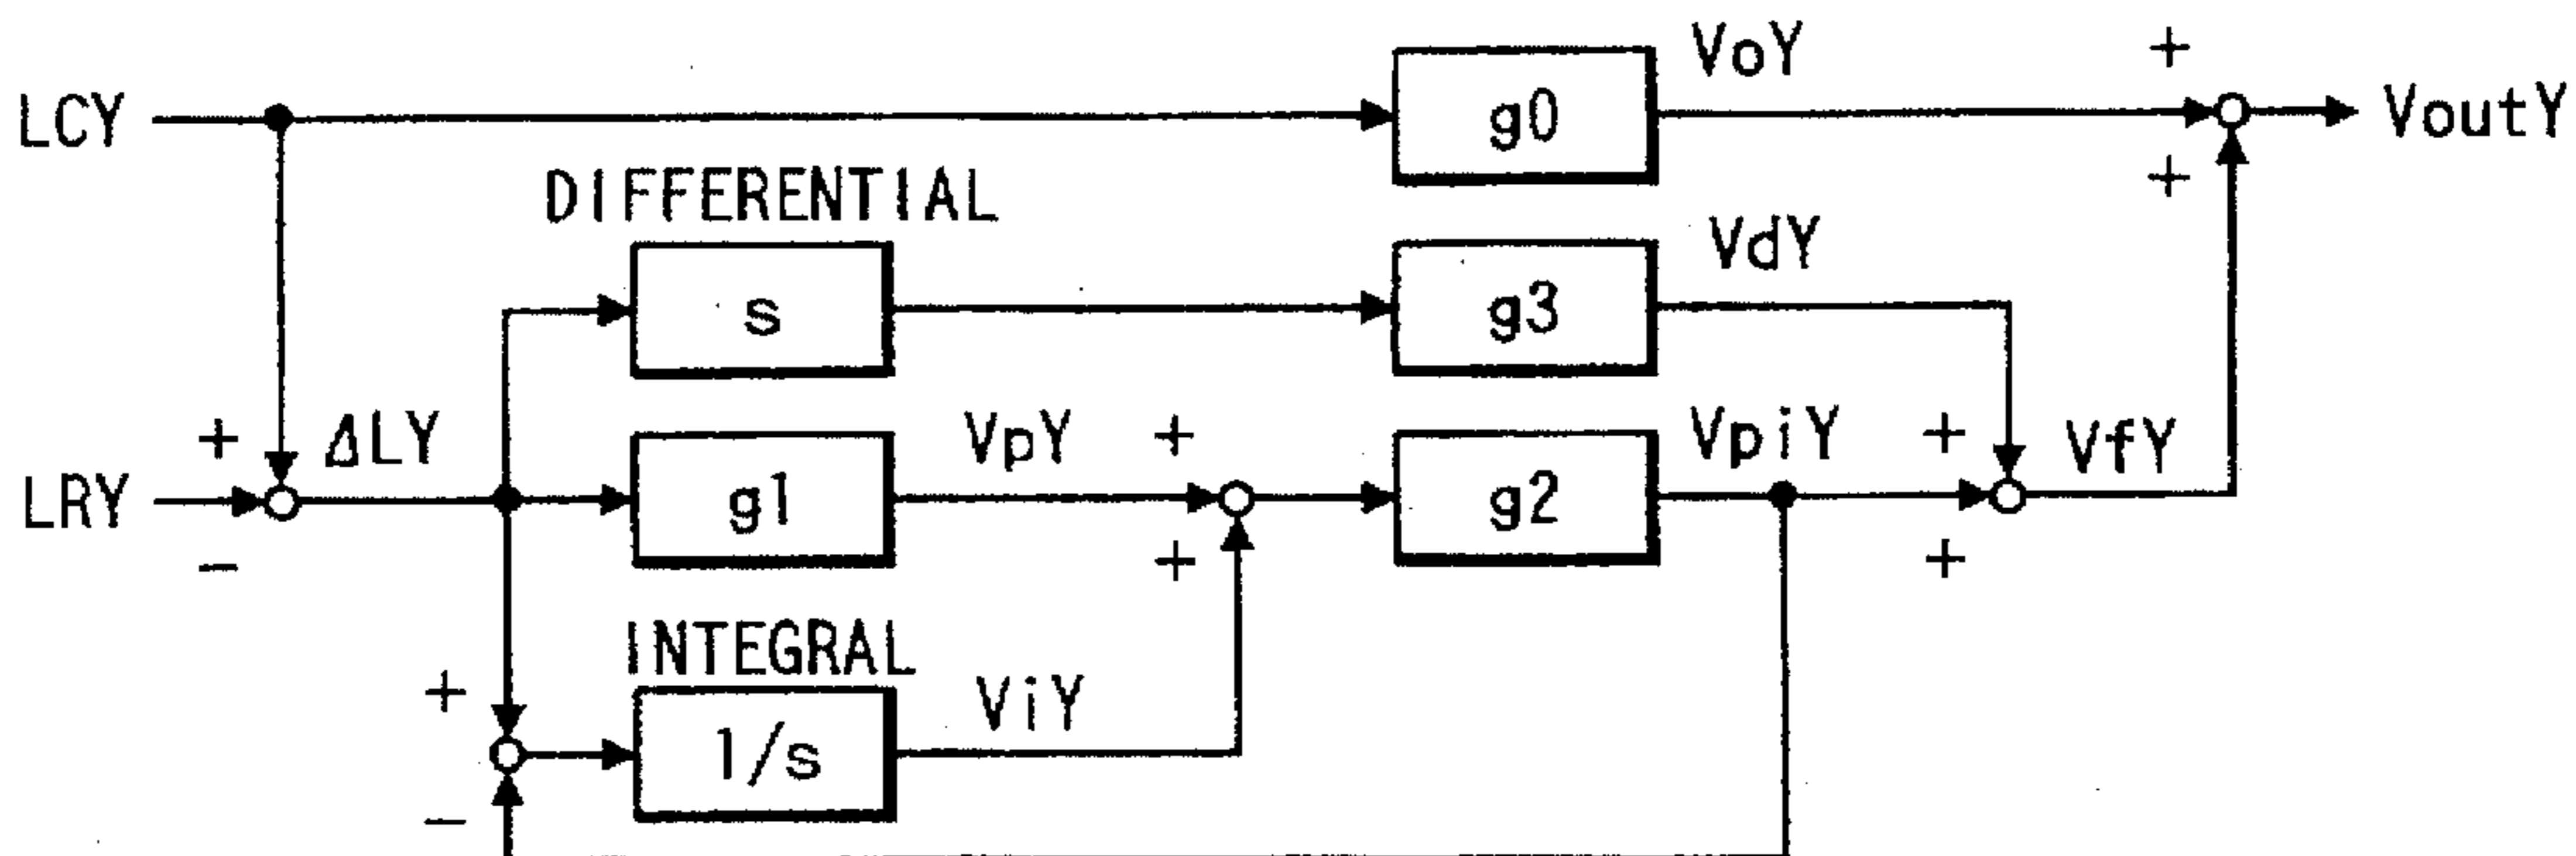 VoY
+
LCY
g0
VoutY
+
DIFFERENTIAL
s
g3
VdY
+
ΔLY
VpY
+
VpiY
+
VfY
LRY
g1
g2
−
+
+
INTEGRAL
+
ViY
1/s
−